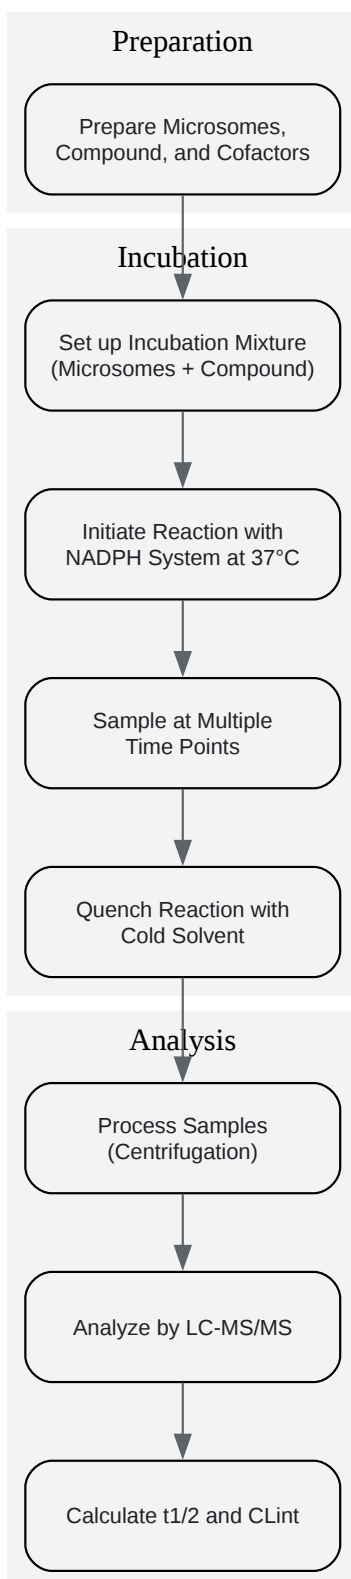 Preparation
Prepare Microsomes,
Compound, and Cofactors
Incubation
Set up Incubation Mixture
(Microsomes + Compound)
Initiate Reaction with
NADPH System at 37°C
Sample at Multiple
Time Points
Quench Reaction with
Cold Solvent
Analysis
Process Samples
(Centrifugation)
Analyze by LC-MS/MS
Calculate t1/2 and CLint